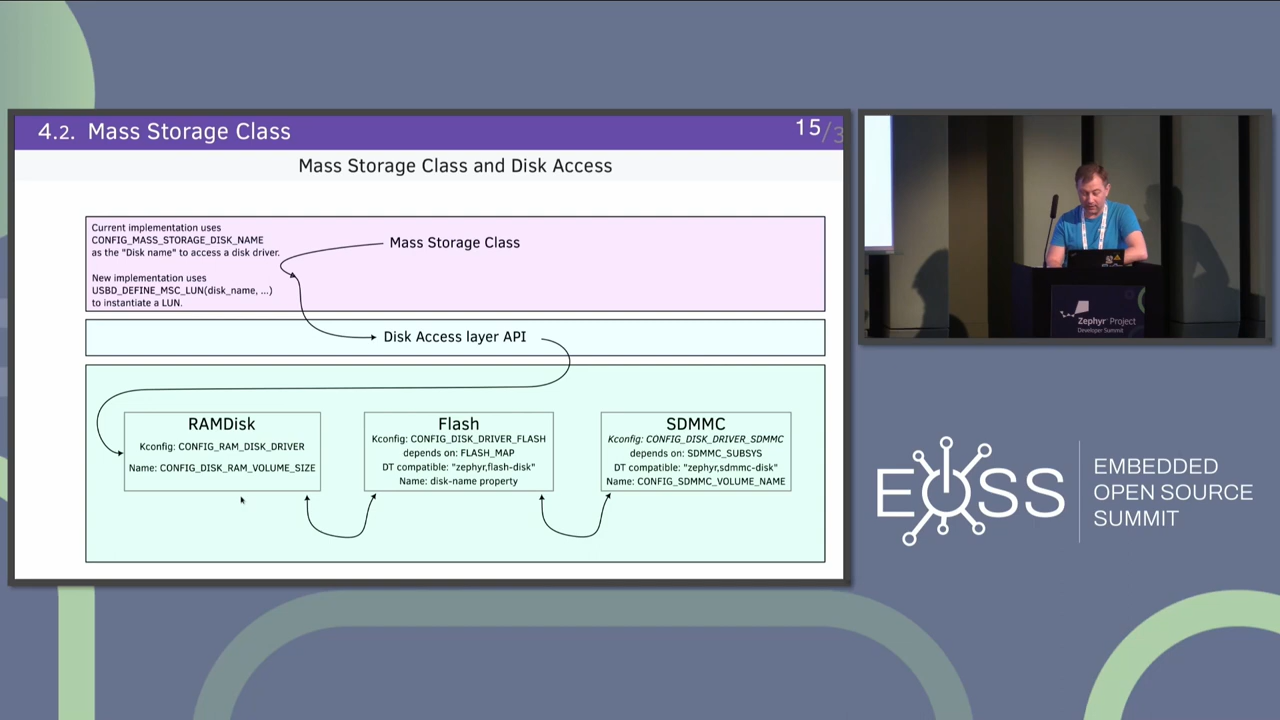 4.2. Mass Storage Class
15/3
Mass Storage Class and Disk Access
Current implementation uses
CONFIG_MASS_STORAGE_DISK_NAME
as the "Disk name" to access a disk driver.
New implementation uses
USBD_DEFINE_MSC_LUN(disk_name, ...)
to instantiate a LUN.
Mass Storage Class
Disk Access layer API
RAMDisk
Kconfig: CONFIG_RAM_DISK_DRIVER
Name: CONFIG_DISK_RAM_VOLUME_SIZE
Flash
Kconfig: CONFIG_DISK_DRIVER_FLASH
depends on: FLASH_MAP
DT compatible: "zephyr,flash-disk"
Name: disk-name property
SDMMC
Kconfig: CONFIG_DISK_DRIVER_SDMMC
depends on: SDMMC_SUBSYS
DT compatible: "zephyr,sdmmc-disk"
Name: CONFIG_SDMMC_VOLUME_NAME
Zephyr Project
Developer Summit
EOSS
EMBEDDED
OPEN SOURCE
SUMMIT